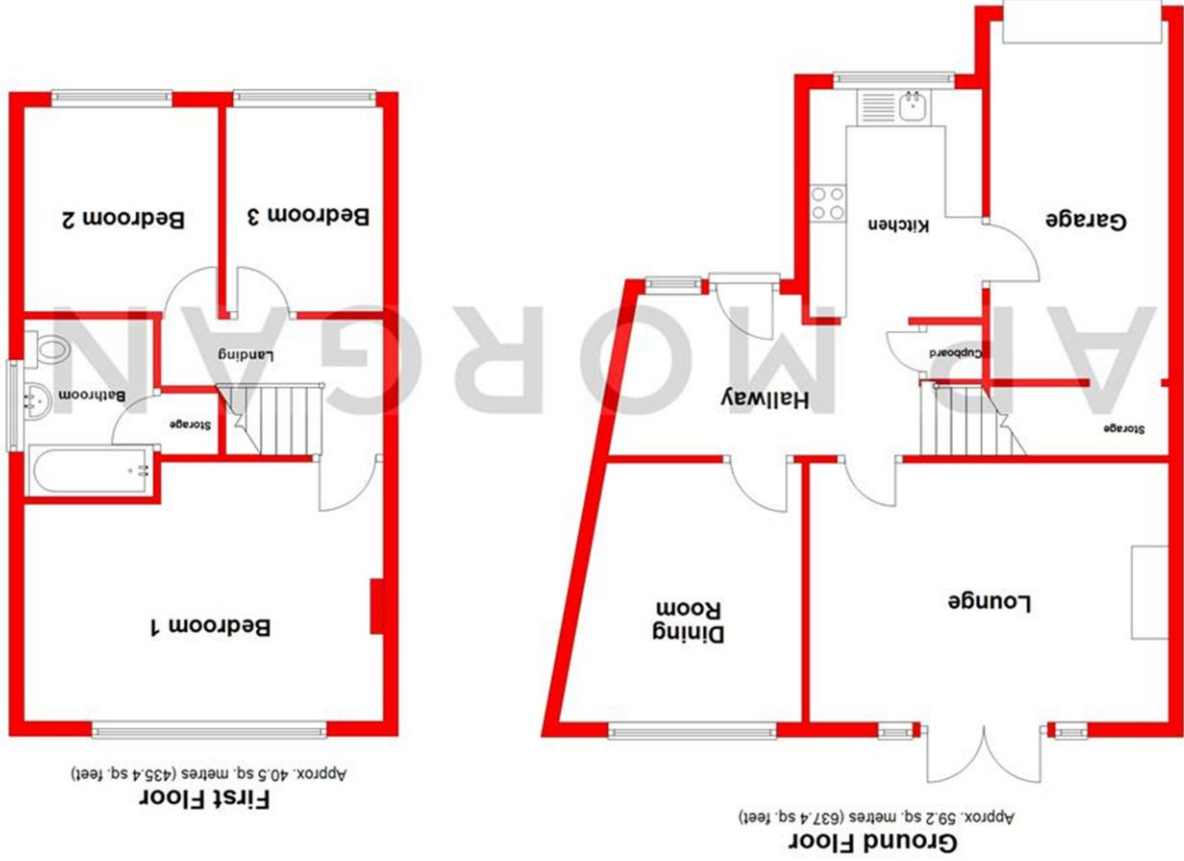 Ground Floor
Approx. 59.2 sq. metres (637.4 sq. feet)
Lounge
Dining
Room
Storage
Hallway
Cupboard
Kitchen
Garage
First Floor
Approx. 40.5 sq. metres (435.4 sq. feet)
Bedroom 1
Storage
Bathroom
Landing
Bedroom 3
Bedroom 2
AP MORGAN